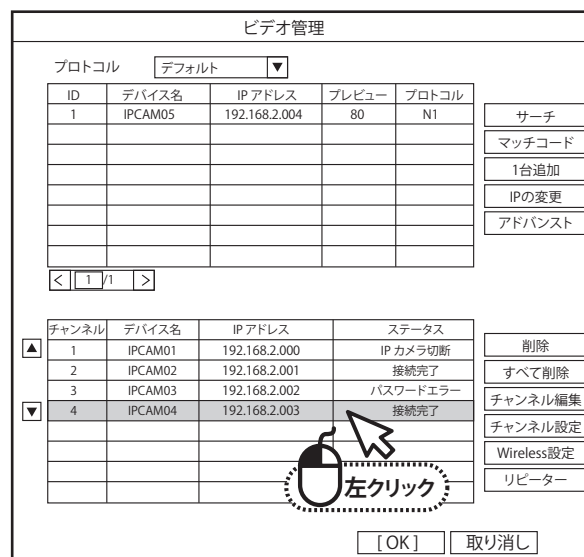 ビデオ管理
プロトコル デフォルト ▼
ID デバイス名 IP アドレス プレビュー プロトコル
1 IPCAM05 192.168.2.004 80 N1
サーチ
マッチコード
1台追加
IPの変更
アドバンスト
< 1 /1 >
チャンネル デバイス名 IP アドレス ステータス
▲ 1 IPCAM01 192.168.2.000 IP カメラ切断
2 IPCAM02 192.168.2.001 接続完了
3 IPCAM03 192.168.2.002 パスワードエラー
▼ 4 IPCAM04 192.168.2.003 接続完了
削除
すべて削除
チャンネル編集
チャンネル設定
Wireless設定
リピーター
左クリック
[ OK ] 取り消し